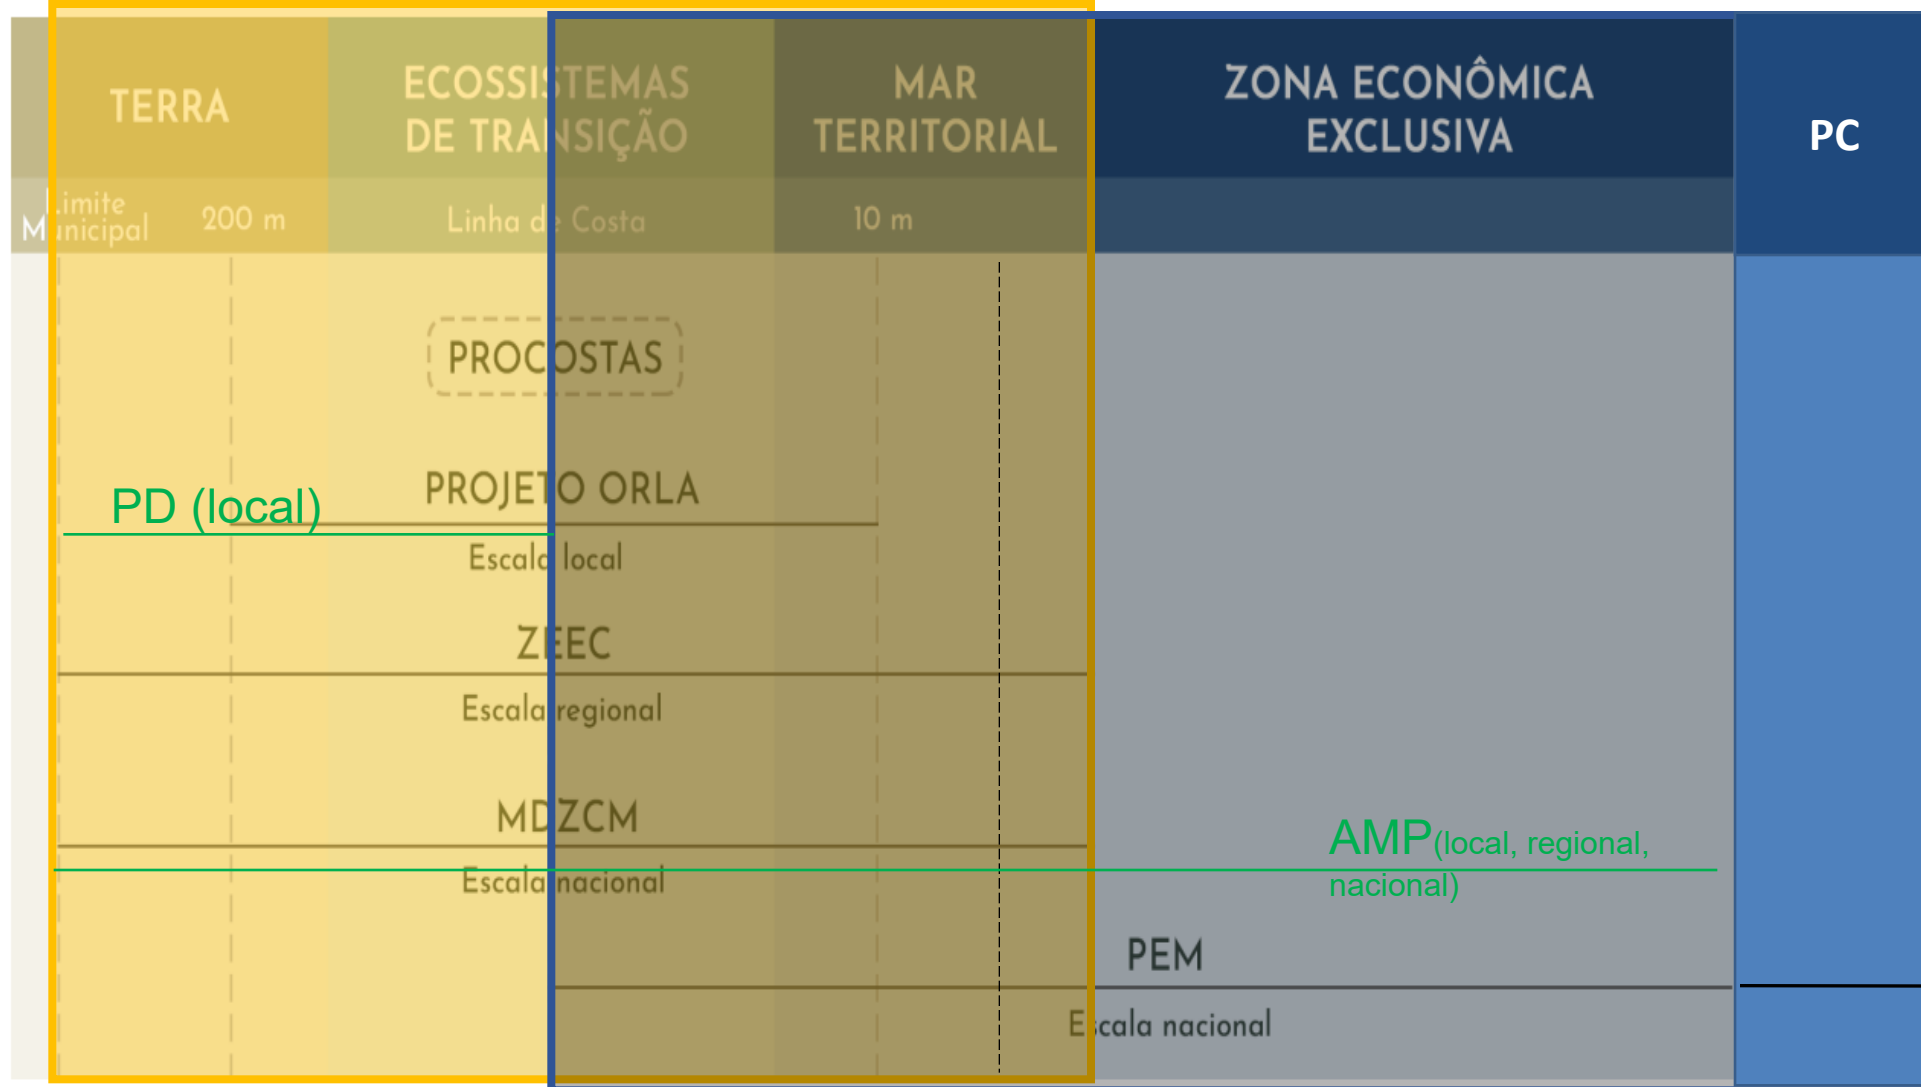 TERRA
ECOSSISTEMAS
DE TRANSIÇÃO
MAR
TERRITORIAL
ZONA ECONÔMICA
EXCLUSIVA
PC
Limite
Municipal
200 m
Linha de Costa
10 m
PROCOSTAS
PROJETO ORLA
PD (local)
Escala local
ZEEC
Escala regional
MDZCM
Escala nacional
AMP(local, regional,
nacional)
PEM
Escala nacional